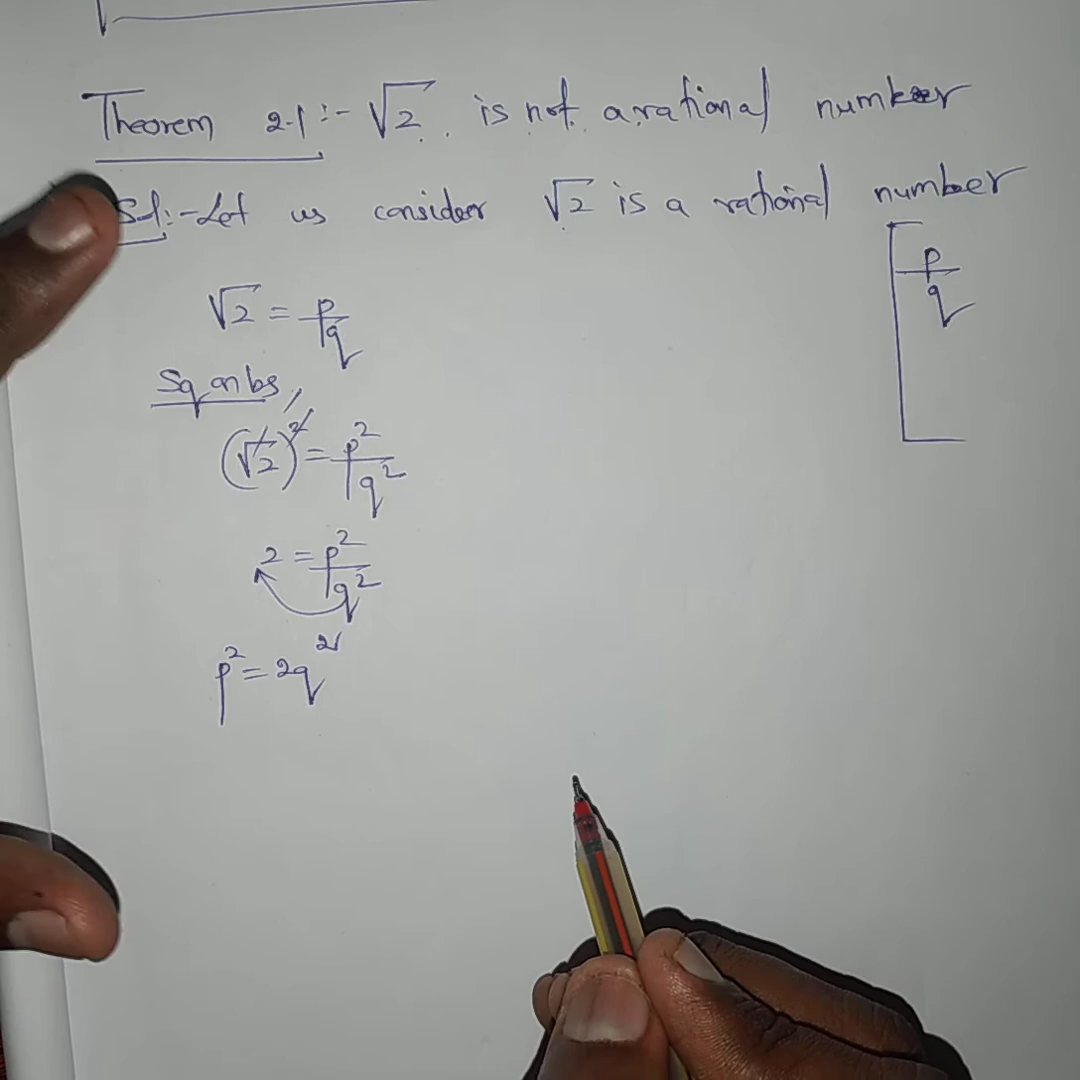 Theorem 2.1 :- √2 is not a rational number
Sol:- Let us consider √2 is a rational number
p/q
√2 = p/q
Sq on bs,
(√2)² = p²/q²
2 = p²/q²
p² = 2q²